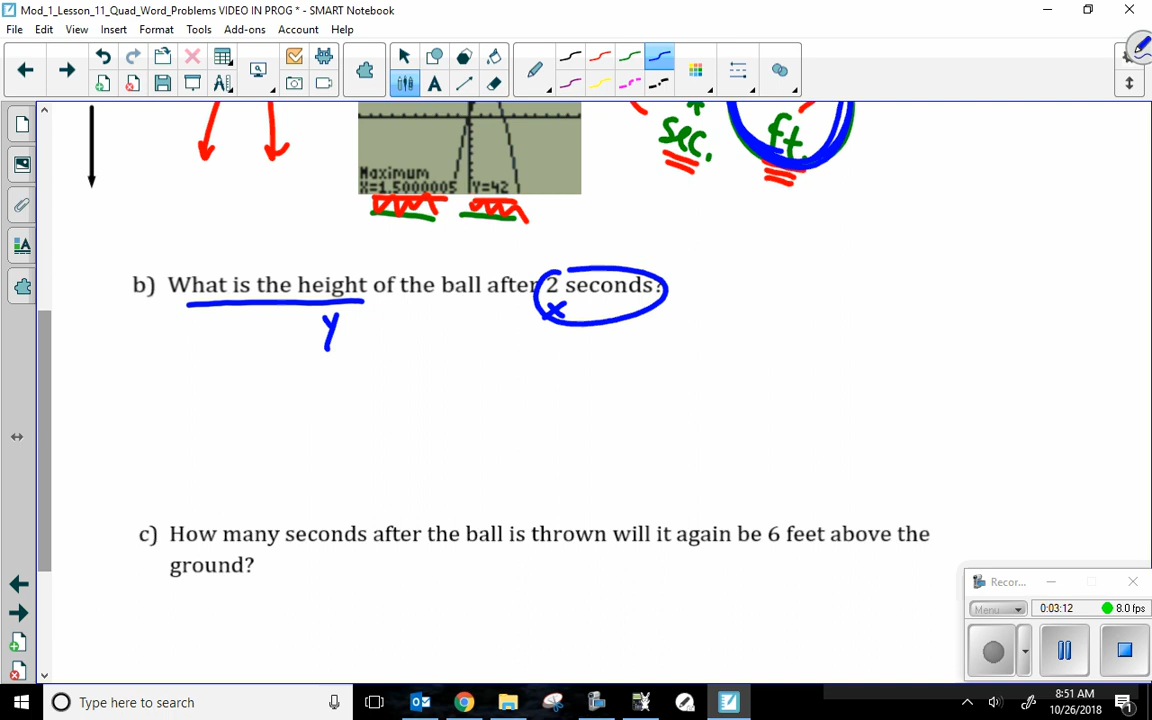 Mod_1_Lesson_11_Quad_Word_Problems VIDEO IN PROG * - SMART Notebook
File Edit View Insert Format Tools Add-ons Account Help
A
sec.
ft.
Maximum
X=1.5000005 Y=42
b) What is the height of the ball after 2 seconds?
x
y
c) How many seconds after the ball is thrown will it again be 6 feet above the
ground?
Recor...
Menu 0:03:12 8.0 fps
Type here to search
8:51 AM
10/26/2018
1